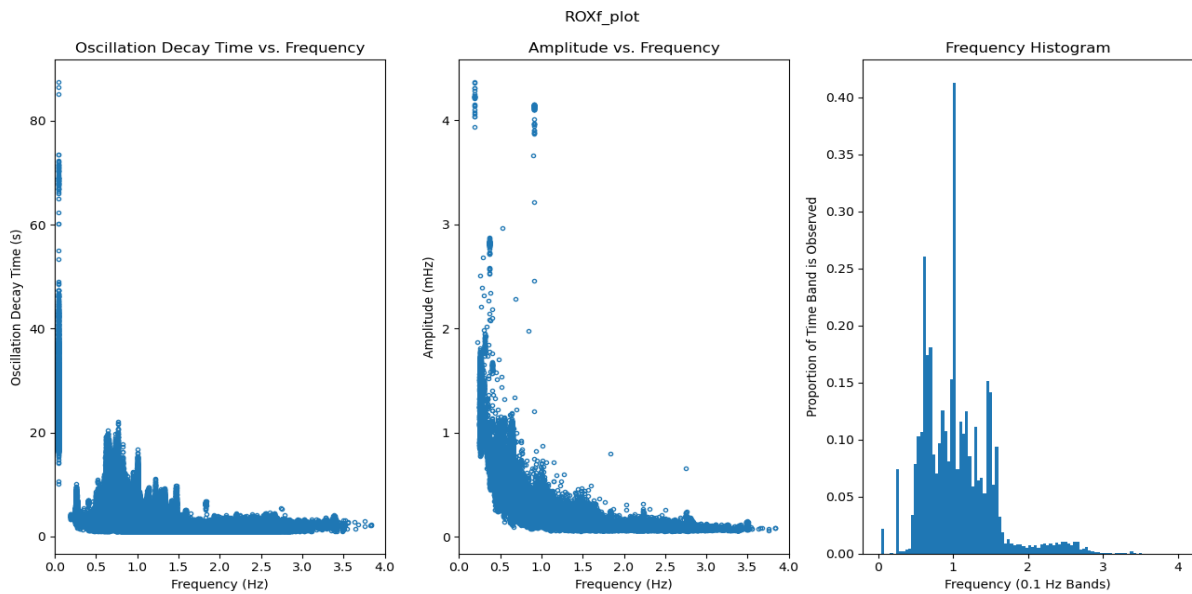 ROXf_plot
Oscillation Decay Time vs. Frequency
Oscillation Decay Time (s)
80
60
40
20
0
0.0 0.5 1.0 1.5 2.0 2.5 3.0 3.5 4.0
Frequency (Hz)
Amplitude vs. Frequency
Amplitude (mHz)
4
3
2
1
0
0.0 0.5 1.0 1.5 2.0 2.5 3.0 3.5 4.0
Frequency (Hz)
Frequency Histogram
Proportion of Time Band is Observed
0.40
0.35
0.30
0.25
0.20
0.15
0.10
0.05
0.00
0 1 2 3 4
Frequency (0.1 Hz Bands)